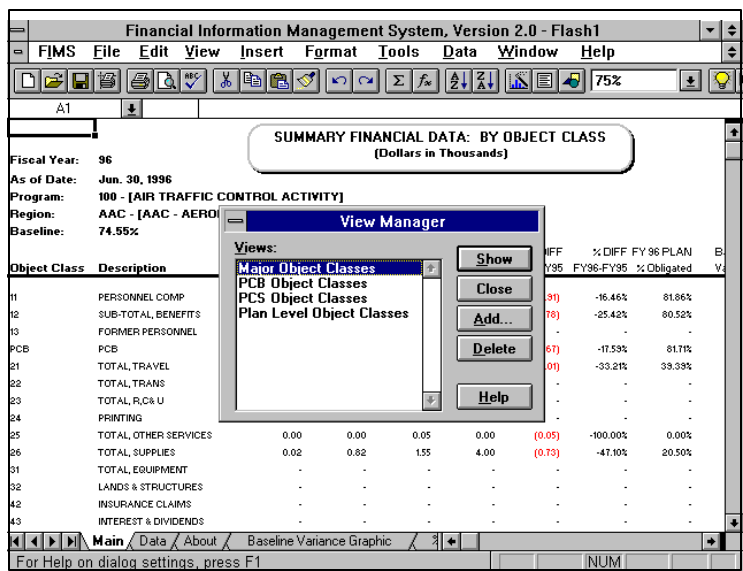 Financial Information Management System, Version 2.0 - Flash1
FIMS File Edit View Insert Format Tools Data Window Help
ABC Σ fx A Z Z A 75%
A1
SUMMARY FINANCIAL DATA: BY OBJECT CLASS
(Dollars in Thousands)
Fiscal Year: 96
As of Date: Jun. 30, 1996
Program: 100 - [AIR TRAFFIC CONTROL ACTIVITY]
Region: AAC - [AAC - AERO
Baseline: 74.55%
View Manager
Views:
Major Object Classes
PCB Object Classes
PCS Object Classes
Plan Level Object Classes
Show
Close
Add...
Delete
Help
IFF % DIFF FY 96 PLAN B
Object Class Description Y95 FY96-FY95 % Obligated Va
11 PERSONNEL COMP .91) -16.46% 81.86%
12 SUB-TOTAL, BENEFITS 78) -25.42% 80.52%
13 FORMER PERSONNEL - -
PCB PCB 67) -17.59% 81.71%
21 TOTAL, TRAVEL .01) -33.21% 39.39%
22 TOTAL, TRANS - -
23 TOTAL, R,C& U - -
24 PRINTING - -
25 TOTAL, OTHER SERVICES 0.00 0.00 0.05 0.00 (0.05) -100.00% 0.00%
26 TOTAL, SUPPLIES 0.02 0.82 1.55 4.00 (0.73) -47.10% 20.50%
31 TOTAL, EQUIPMENT - - - - - - -
32 LANDS & STRUCTURES - - - - - - -
42 INSURANCE CLAIMS - - - - - - -
43 INTEREST & DIVIDENDS - - - - - - -
Main Data About Baseline Variance Graphic
For Help on dialog settings, press F1 NUM